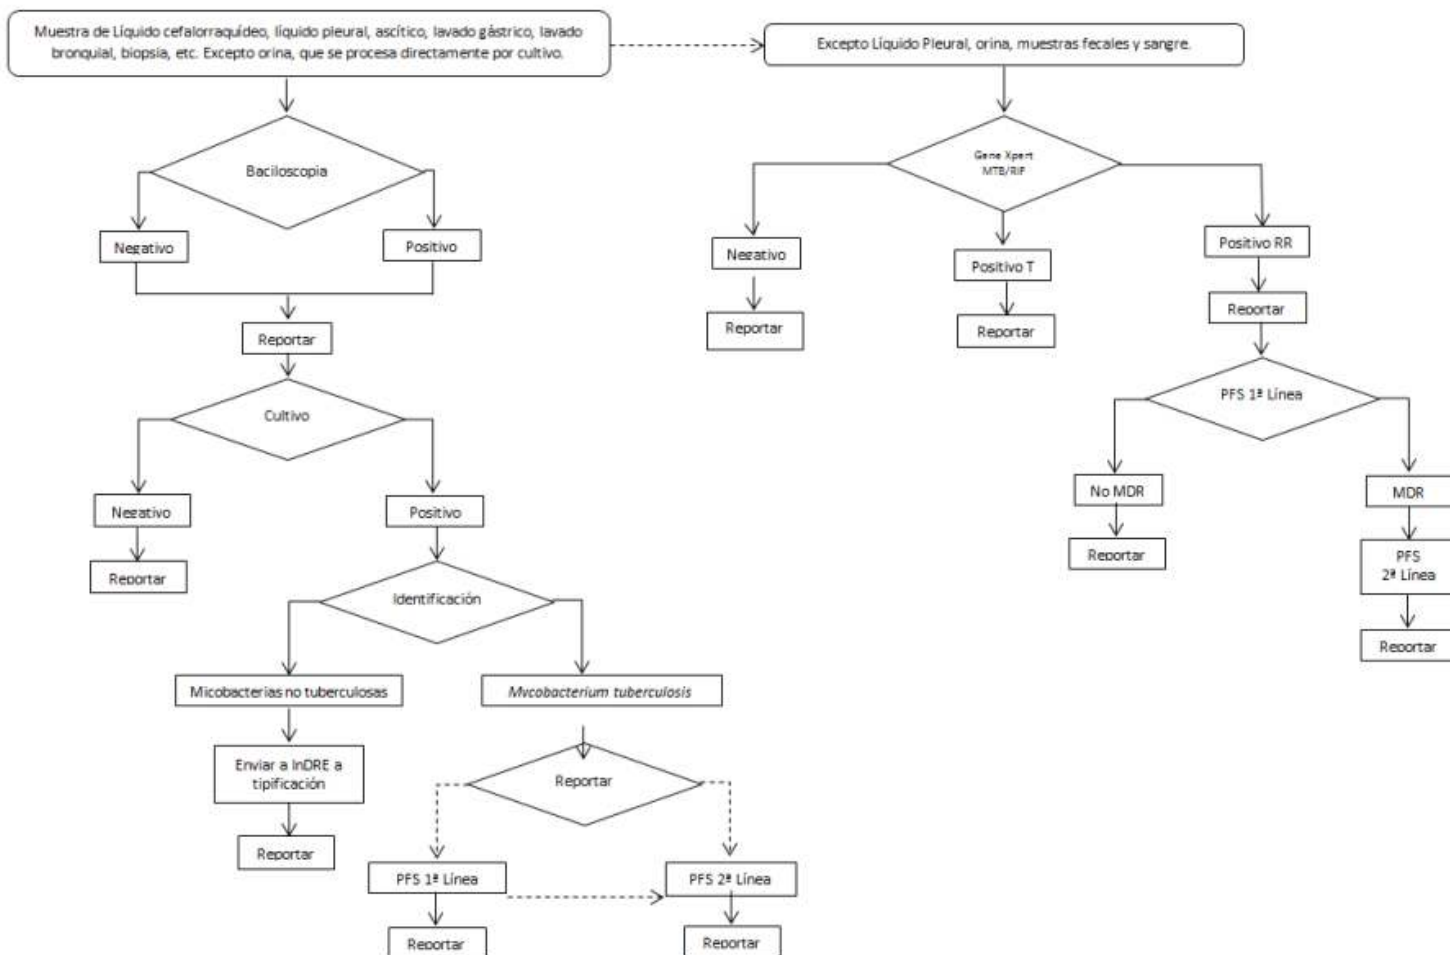 Muestra de Líquido cefalorraquídeo, líquido pleural, ascítico, lavado gástrico, lavado
bronquial, biopsia, etc. Excepto orina, que se procesa directamente por cultivo.
Excepto Líquido Pleural, orina, muestras fecales y sangre.
Baciloscopia
Negativo
Positivo
Reportar
Cultivo
Negativo
Positivo
Reportar
Identificación
Micobacterias no tuberculosas
Mycobacterium tuberculosis
Enviar a InDRE a
tipificación
Reportar
Reportar
PFS 1ª Línea
PFS 2ª Línea
Reportar
Reportar
Gene Xpert
MTB/RIF
Negativo
Positivo T
Positivo RR
Reportar
Reportar
Reportar
PFS 1ª Línea
No MDR
MDR
Reportar
PFS
2ª Línea
Reportar